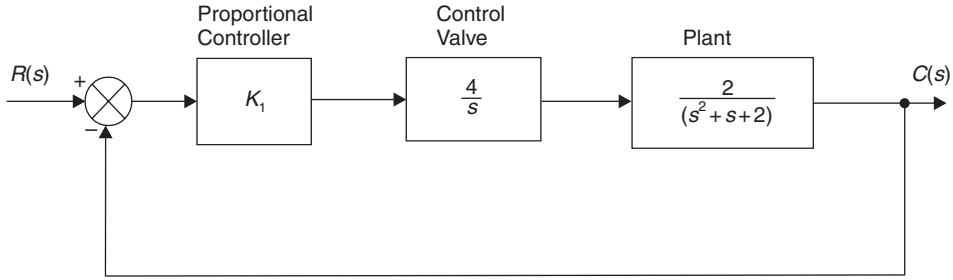 Proportional
Controller
Control
Valve
Plant
R(s)
+
−
K₁
4
s
2
(s²+s+2)
C(s)